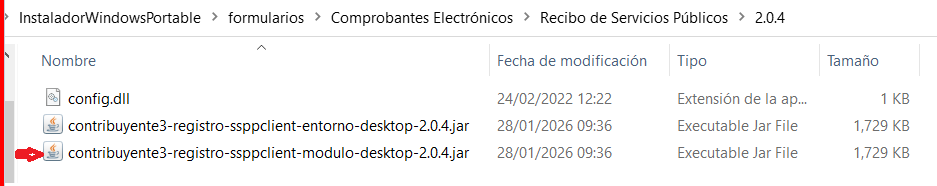 InstaladorWindowsPortable > formularios > Comprobantes Electrónicos > Recibo de Servicios Públicos > 2.0.4
Nombre Fecha de modificación Tipo Tamaño
config.dll 24/02/2022 12:22 Extensión de la ap... 1 KB
contribuyente3-registro-ssppclient-entorno-desktop-2.0.4.jar 28/01/2026 09:36 Executable Jar File 1,729 KB
contribuyente3-registro-ssppclient-modulo-desktop-2.0.4.jar 28/01/2026 09:36 Executable Jar File 1,729 KB